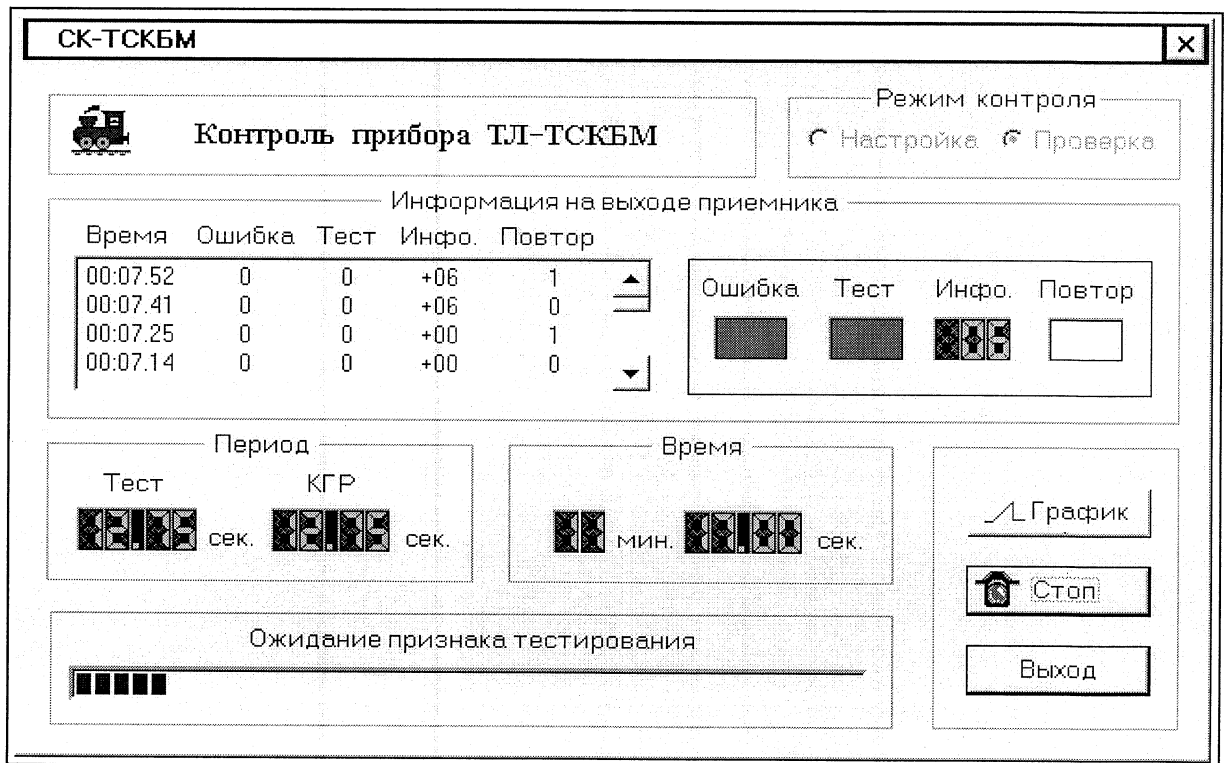 СК-ТСКБМ
Контроль прибора ТЛ-ТСКБМ
Режим контроля
Настройка Проверка
Информация на выходе приемника
Время Ошибка Тест Инфо. Повтор
00:07.52 0 0 +06 1
00:07.41 0 0 +06 0
00:07.25 0 0 +00 1
00:07.14 0 0 +00 0
Ошибка Тест Инфо. Повтор
Период
Тест КГР
сек. сек.
Время
мин. сек.
График
Стоп
Выход
Ожидание признака тестирования